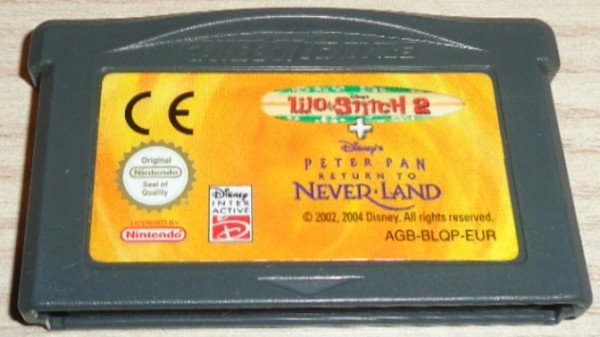 GAME BOY ADVANCE
CE
Disney's
LILO & STITCH 2
+
Disney's
PETER PAN
RETURN TO
NEVER·LAND
Original
Nintendo
Seal of
Quality
LICENSED BY
Nintendo
Disney
INTER
ACTIVE
© 2002, 2004 Disney. All rights reserved.
AGB-BLQP-EUR